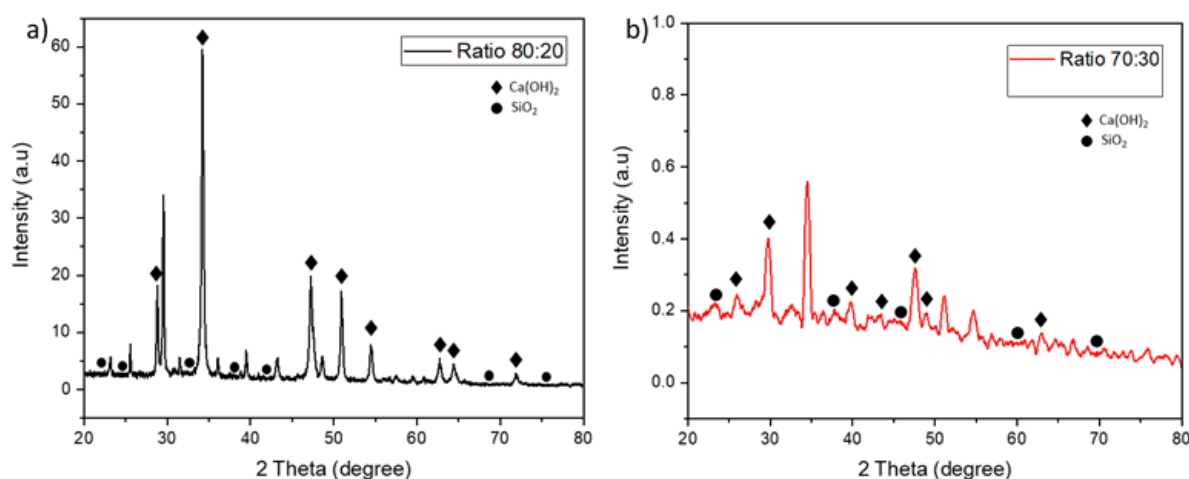 a)
Ratio 80:20
◆ Ca(OH)₂
● SiO₂
60
50
40
30
20
10
0
Intensity (a.u)
20 30 40 50 60 70 80
2 Theta (degree)
b)
Ratio 70:30
◆ Ca(OH)₂
● SiO₂
1.0
0.8
0.6
0.4
0.2
0.0
Intensity (a.u)
20 30 40 50 60 70 80
2 Theta (degree)